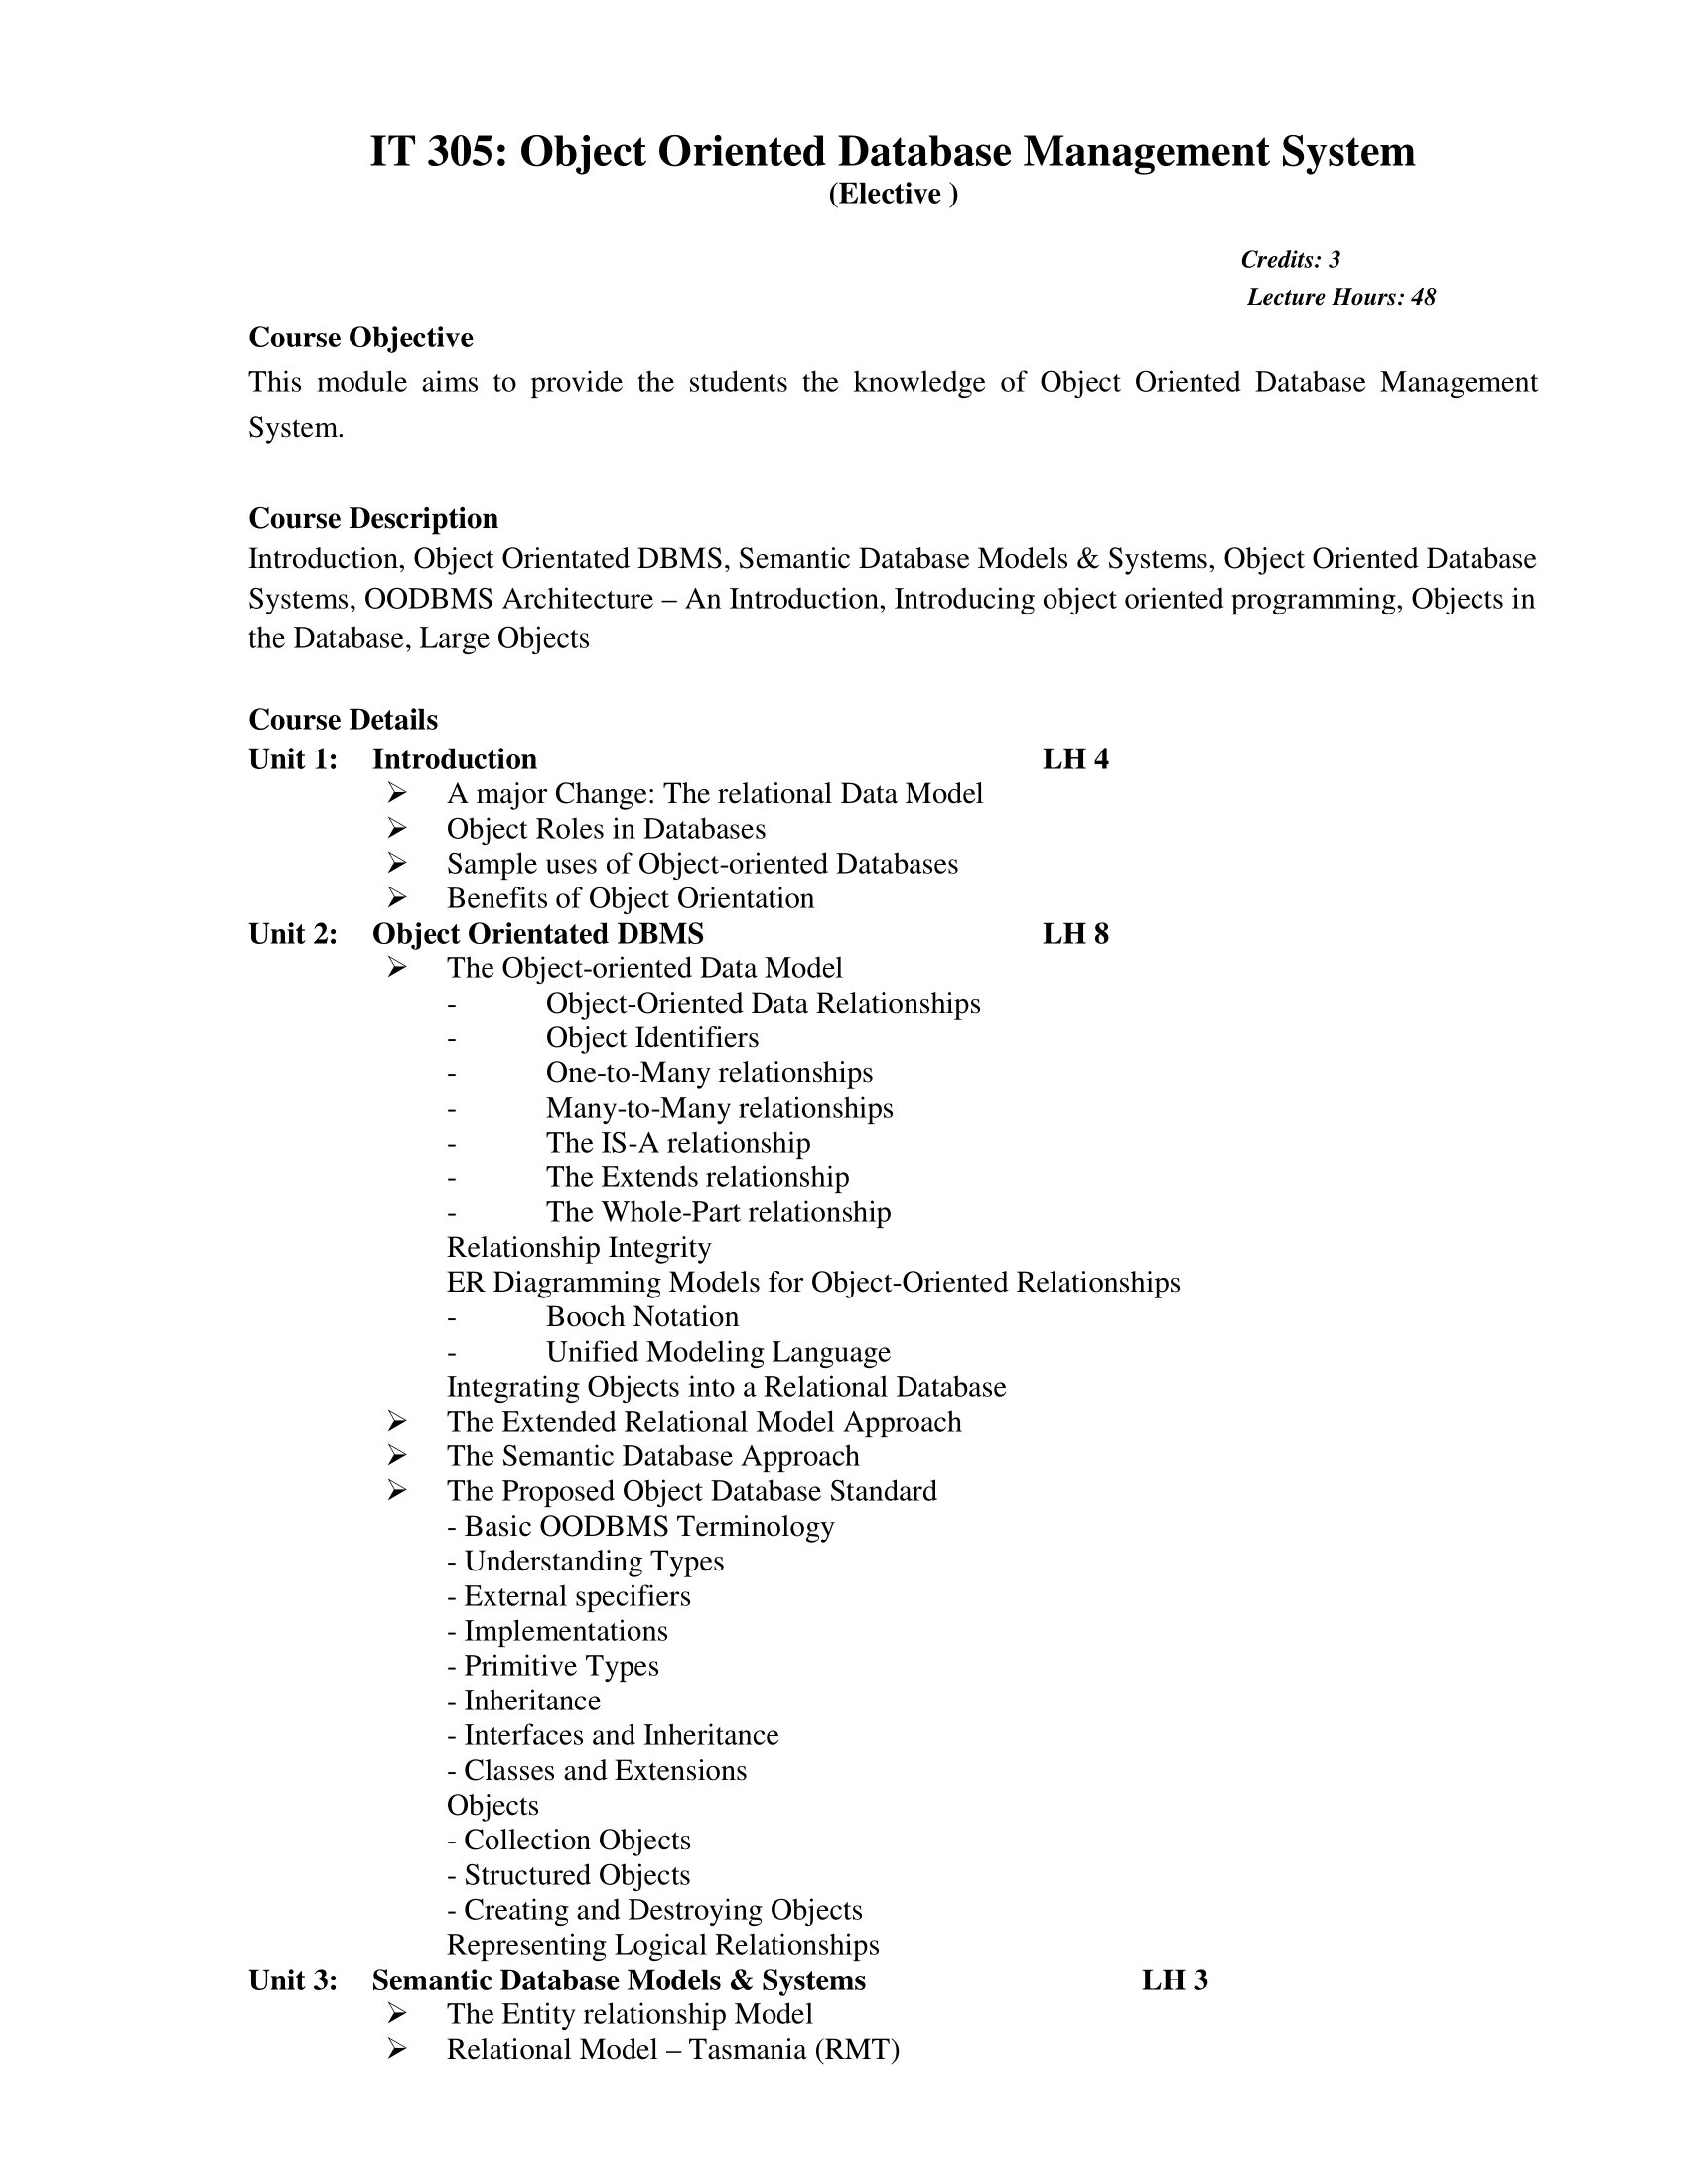 IT 305: Object Oriented Database Management System
(Elective )
Credits: 3
Lecture Hours: 48
Course Objective
This module aims to provide the students the knowledge of Object Oriented Database Management
System.
Course Description
Introduction, Object Orientated DBMS, Semantic Database Models & Systems, Object Oriented Database
Systems, OODBMS Architecture – An Introduction, Introducing object oriented programming, Objects in
the Database, Large Objects
Course Details
Unit 1: Introduction LH 4
➢ A major Change: The relational Data Model
➢ Object Roles in Databases
➢ Sample uses of Object-oriented Databases
➢ Benefits of Object Orientation
Unit 2: Object Orientated DBMS LH 8
➢ The Object-oriented Data Model
- Object-Oriented Data Relationships
- Object Identifiers
- One-to-Many relationships
- Many-to-Many relationships
- The IS-A relationship
- The Extends relationship
- The Whole-Part relationship
Relationship Integrity
ER Diagramming Models for Object-Oriented Relationships
- Booch Notation
- Unified Modeling Language
Integrating Objects into a Relational Database
➢ The Extended Relational Model Approach
➢ The Semantic Database Approach
➢ The Proposed Object Database Standard
- Basic OODBMS Terminology
- Understanding Types
- External specifiers
- Implementations
- Primitive Types
- Inheritance
- Interfaces and Inheritance
- Classes and Extensions
Objects
- Collection Objects
- Structured Objects
- Creating and Destroying Objects
Representing Logical Relationships
Unit 3: Semantic Database Models & Systems LH 3
➢ The Entity relationship Model
➢ Relational Model – Tasmania (RMT)